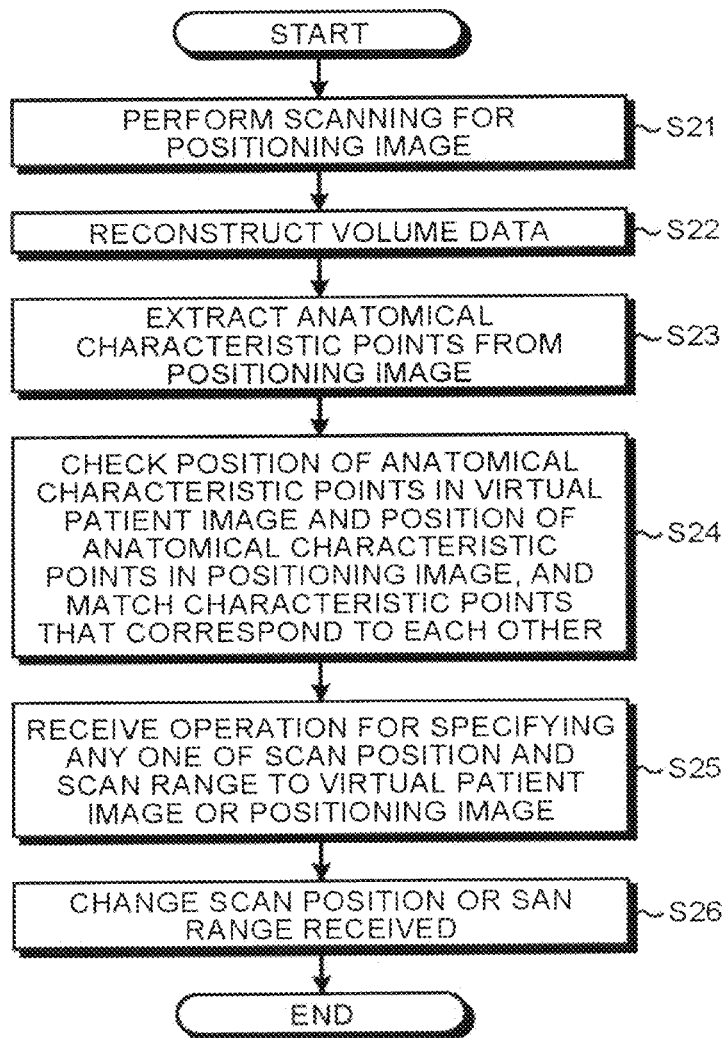 START
PERFORM SCANNING FOR
POSITIONING IMAGE
S21
RECONSTRUCT VOLUME DATA
S22
EXTRACT ANATOMICAL
CHARACTERISTIC POINTS FROM
POSITIONING IMAGE
S23
CHECK POSITION OF ANATOMICAL
CHARACTERISTIC POINTS IN VIRTUAL
PATIENT IMAGE AND POSITION OF
ANATOMICAL CHARACTERISTIC
POINTS IN POSITIONING IMAGE, AND
MATCH CHARACTERISTIC POINTS
THAT CORRESPOND TO EACH OTHER
S24
RECEIVE OPERATION FOR SPECIFYING
ANY ONE OF SCAN POSITION AND
SCAN RANGE TO VIRTUAL PATIENT
IMAGE OR POSITIONING IMAGE
S25
CHANGE SCAN POSITION OR SAN
RANGE RECEIVED
S26
END